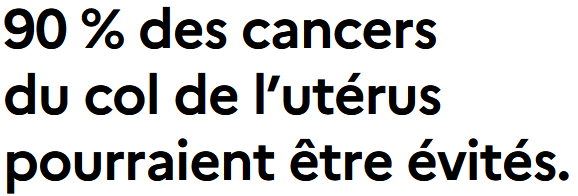 90 % des cancers
du col de l’utérus
pourraient être évités.